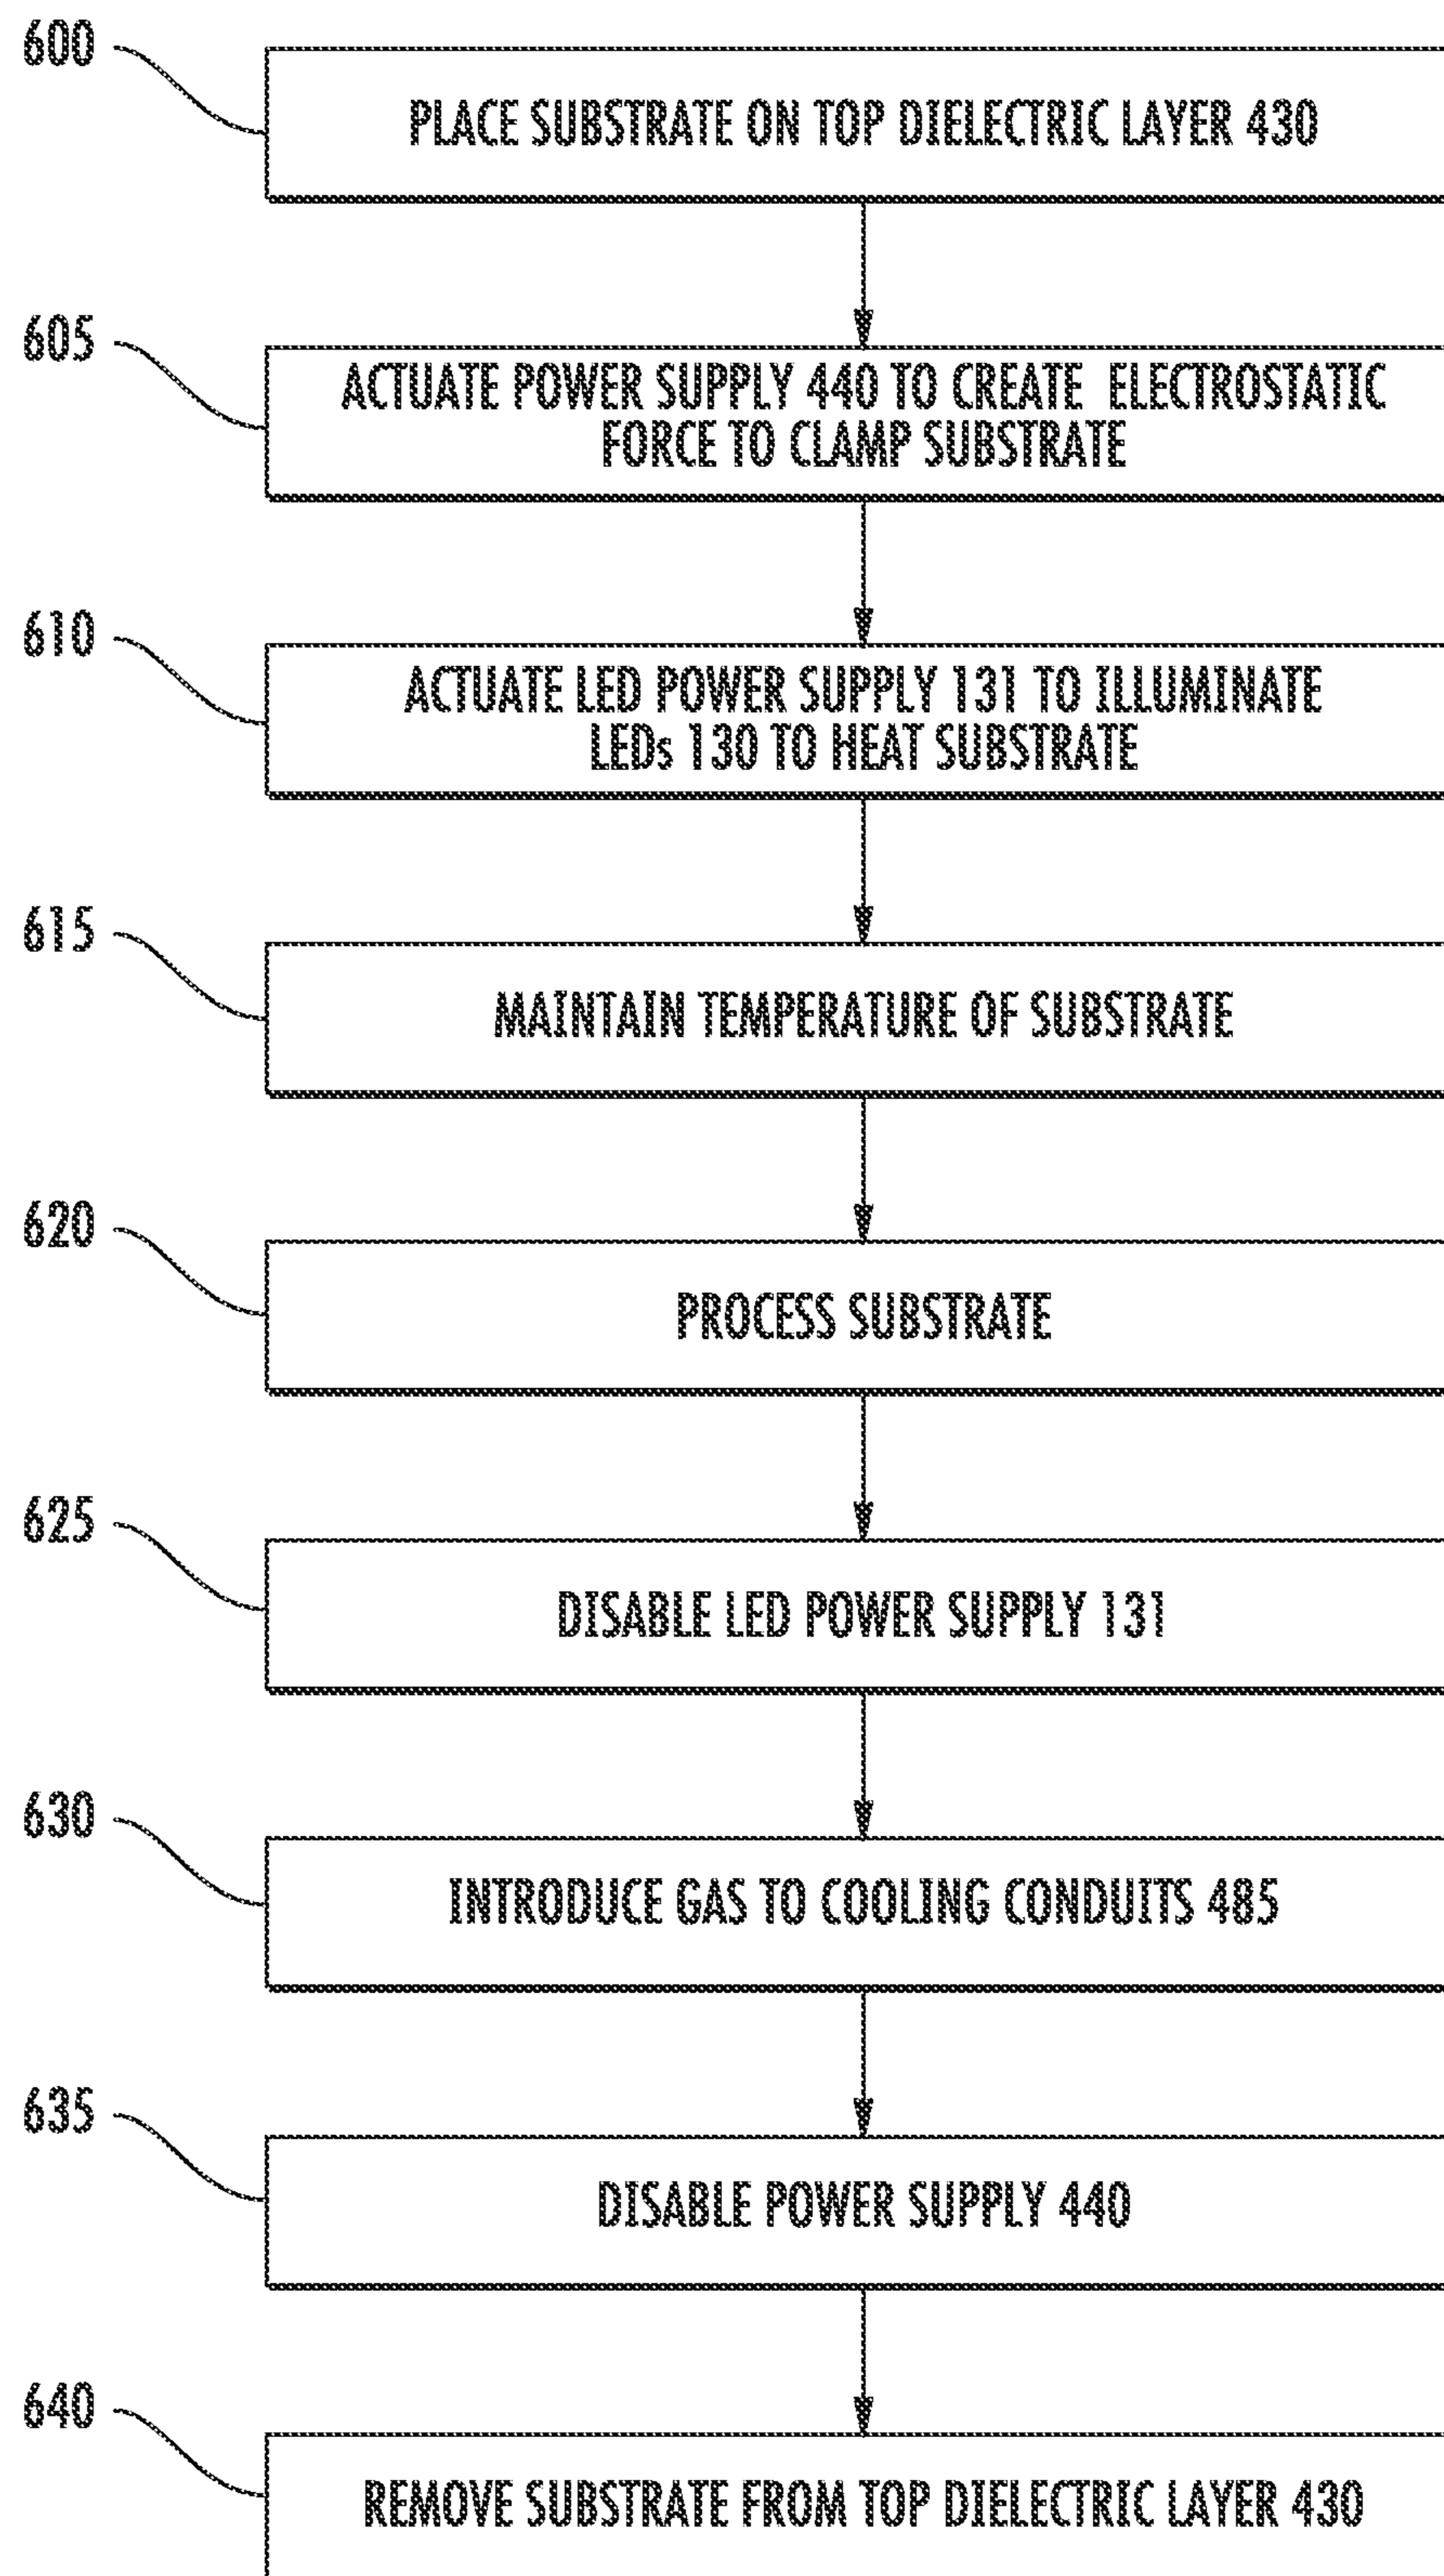 600
PLACE SUBSTRATE ON TOP DIELECTRIC LAYER 430
605
ACTUATE POWER SUPPLY 440 TO CREATE ELECTROSTATIC
FORCE TO CLAMP SUBSTRATE
610
ACTUATE LED POWER SUPPLY 131 TO ILLUMINATE
LEDs 130 TO HEAT SUBSTRATE
615
MAINTAIN TEMPERATURE OF SUBSTRATE
620
PROCESS SUBSTRATE
625
DISABLE LED POWER SUPPLY 131
630
INTRODUCE GAS TO COOLING CONDUITS 485
635
DISABLE POWER SUPPLY 440
640
REMOVE SUBSTRATE FROM TOP DIELECTRIC LAYER 430